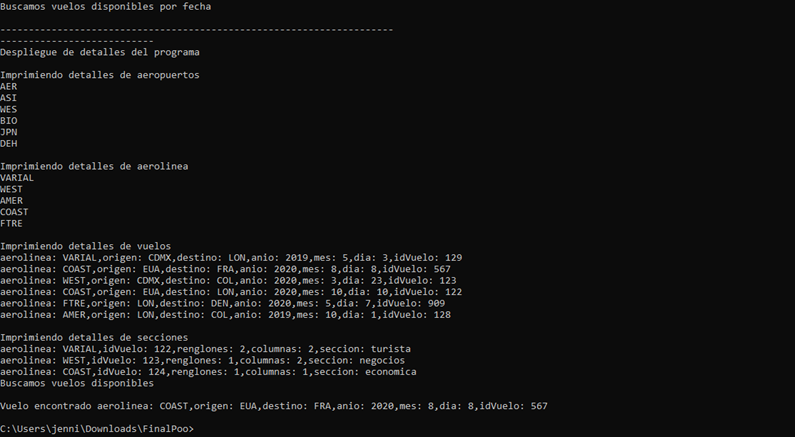 Buscamos vuelos disponibles por fecha
---------------------------------------------------------------------
---------------------------
Despliegue de detalles del programa
Imprimiendo detalles de aeropuertos
AER
ASI
WES
BIO
JPN
DEH
Imprimiendo detalles de aerolinea
VARIAL
WEST
AMER
COAST
FTRE
Imprimiendo detalles de vuelos
aerolinea: VARIAL,origen: CDMX,destino: LON,anio: 2019,mes: 5,dia: 3,idVuelo: 129
aerolinea: COAST,origen: EUA,destino: FRA,anio: 2020,mes: 8,dia: 8,idVuelo: 567
aerolinea: WEST,origen: CDMX,destino: COL,anio: 2020,mes: 3,dia: 23,idVuelo: 123
aerolinea: COAST,origen: EUA,destino: LON,anio: 2020,mes: 10,dia: 10,idVuelo: 122
aerolinea: FTRE,origen: LON,destino: DEN,anio: 2020,mes: 5,dia: 7,idVuelo: 909
aerolinea: AMER,origen: LON,destino: COL,anio: 2019,mes: 10,dia: 1,idVuelo: 128
Imprimiendo detalles de secciones
aerolinea: VARIAL,idVuelo: 122,renglones: 2,columnas: 2,seccion: turista
aerolinea: WEST,idVuelo: 123,renglones: 1,columnas: 2,seccion: negocios
aerolinea: COAST,idVuelo: 124,renglones: 1,columnas: 1,seccion: economica
Buscamos vuelos disponibles
Vuelo encontrado aerolinea: COAST,origen: EUA,destino: FRA,anio: 2020,mes: 8,dia: 8,idVuelo: 567
C:\Users\jenni\Downloads\FinalPoo>